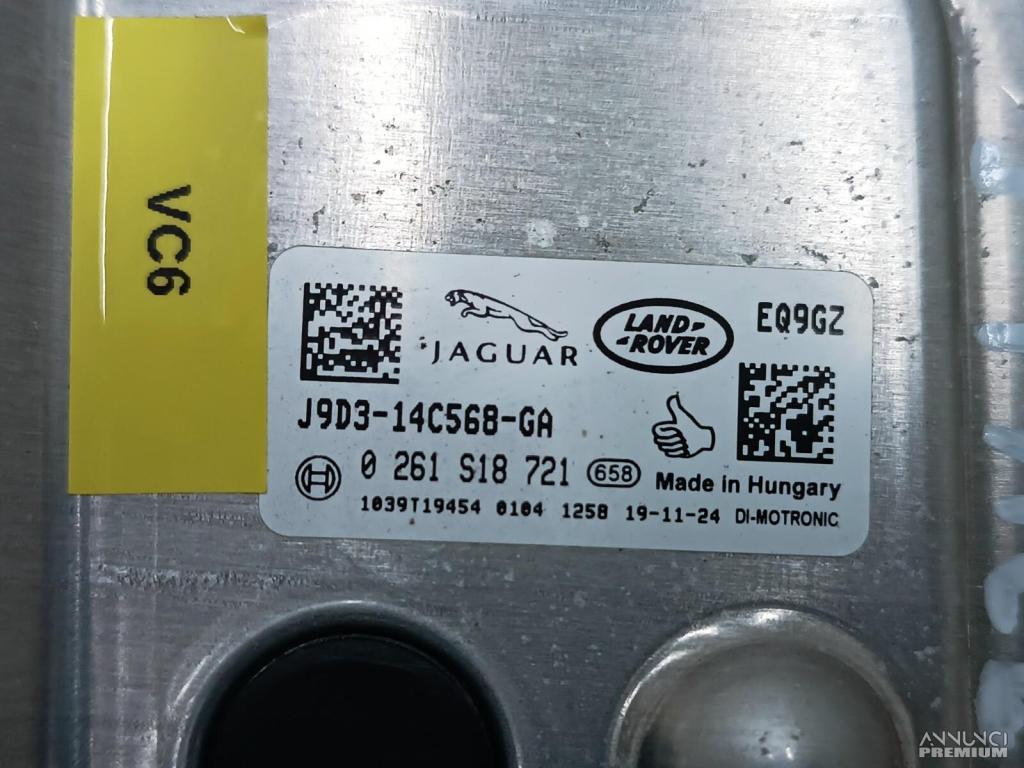 VC6
JAGUAR
LAND-
-ROVER
EQ9GZ
J9D3-14C568-GA
0 261 S18 721 658 Made in Hungary
1039T19454 0104 1258 19-11-24 DI-MOTRONIC
ANNUNCI
PREMIUM